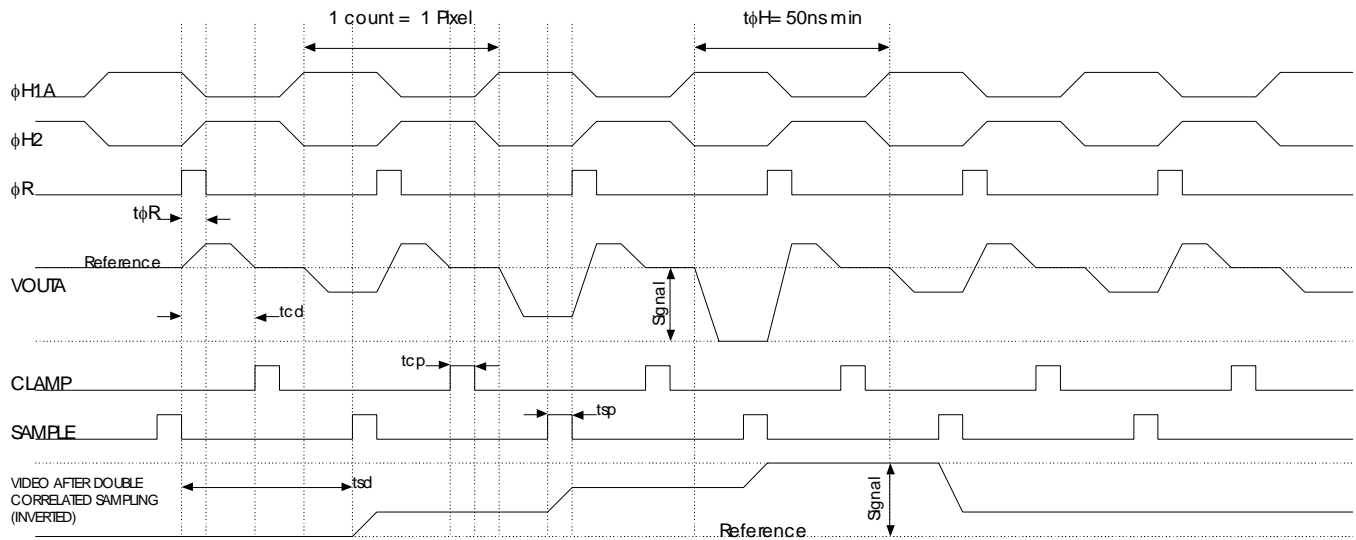 1 count = 1 Pixel
tϕH= 50ns min
ϕH1A
ϕH2
ϕR
tϕR
Reference
VOUTA
Signal
tcd
tcp
CLAMP
tsp
SAMPLE
VIDEO AFTER DOUBLE
CORRELATED SAMPLING
(INVERTED)
tsd
Signal
Reference